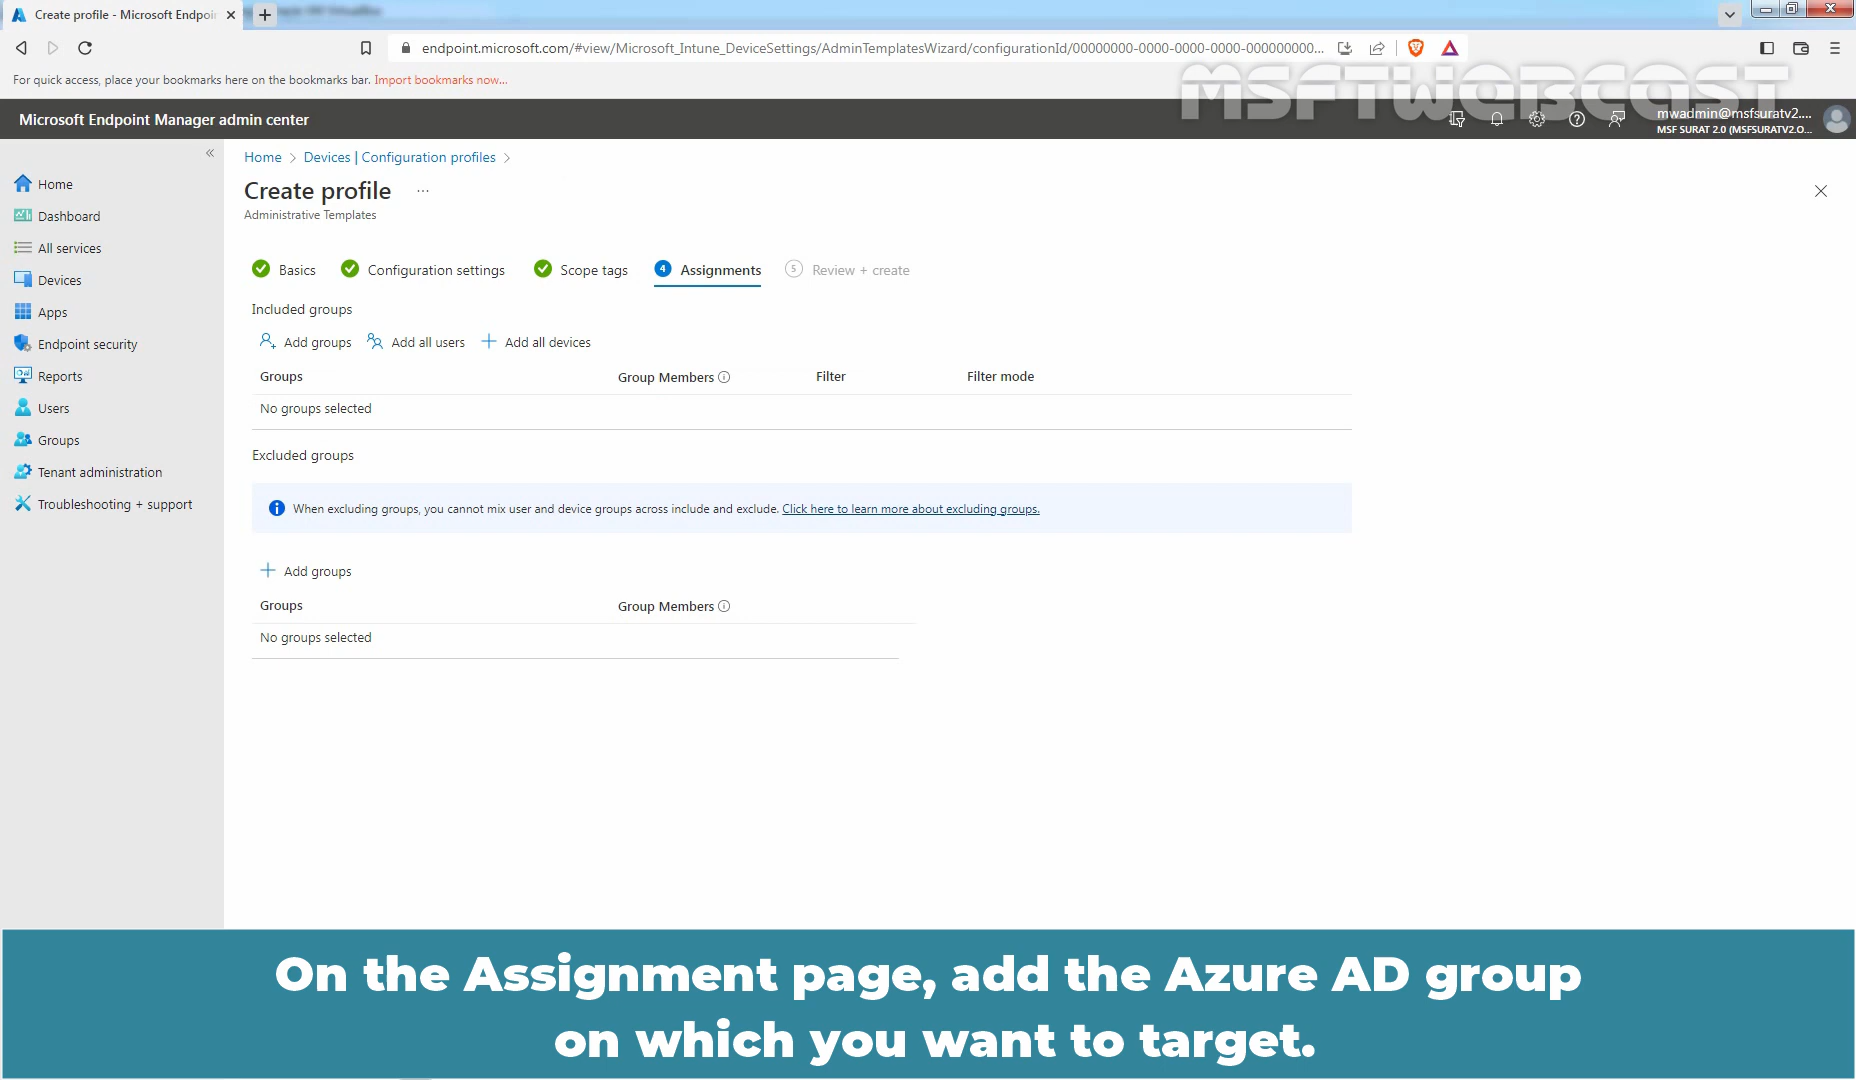 Create profile - Microsoft Endpoi
For quick access, place your bookmarks here on the bookmarks bar. Import bookmarks now...
endpoint.microsoft.com/#view/Microsoft_Intune_DeviceSettings/AdminTemplatesWizard/configurationId/00000000-0000-0000-0000-000000000...
MSFTWEBCAST
Microsoft Endpoint Manager admin center
mwadmin@msfsuratv2....
MSF SURAT 2.0 (MSFSURATV2.O...
Home
Dashboard
All services
Devices
Apps
Endpoint security
Reports
Users
Groups
Tenant administration
Troubleshooting + support
Home > Devices | Configuration profiles >
Create profile ...
Administrative Templates
Basics Configuration settings Scope tags 4 Assignments 5 Review + create
Included groups
Add groups Add all users Add all devices
Groups Group Members Filter Filter mode
No groups selected
Excluded groups
When excluding groups, you cannot mix user and device groups across include and exclude. Click here to learn more about excluding groups.
Add groups
Groups Group Members
No groups selected
On the Assignment page, add the Azure AD group
on which you want to target.